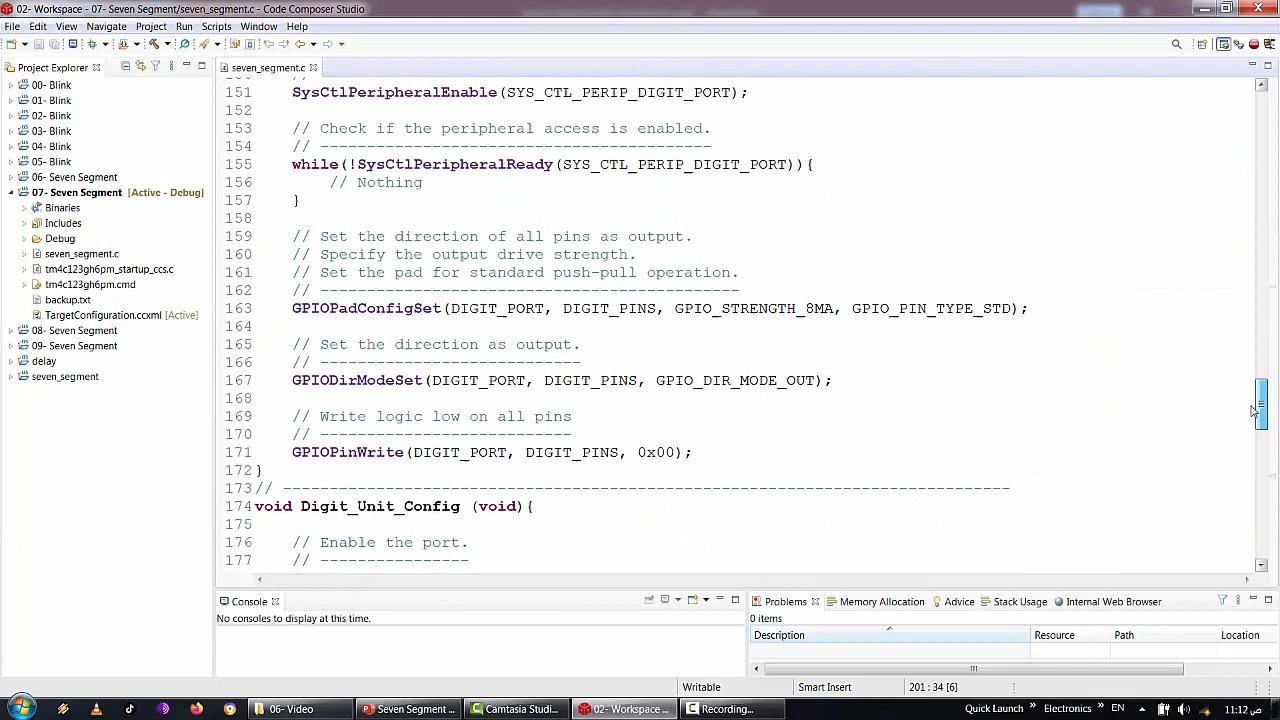 02- Workspace - 07- Seven Segment/seven_segment.c - Code Composer Studio
File Edit View Navigate Project Run Scripts Window Help
Project Explorer
00- Blink
01- Blink
02- Blink
03- Blink
04- Blink
05- Blink
06- Seven Segment
07- Seven Segment [Active - Debug]
Binaries
Includes
Debug
seven_segment.c
tm4c123gh6pm_startup_ccs.c
tm4c123gh6pm.cmd
backup.txt
TargetConfiguration.ccxml [Active]
08- Seven Segment
09- Seven Segment
delay
seven_segment
seven_segment.c
151 SysCtlPeripheralEnable(SYS_CTL_PERIP_DIGIT_PORT);
152
153 // Check if the peripheral access is enabled.
154 // ------------------------------------------
155 while(!SysCtlPeripheralReady(SYS_CTL_PERIP_DIGIT_PORT)){
156 // Nothing
157 }
158
159 // Set the direction of all pins as output.
160 // Specify the output drive strength.
161 // Set the pad for standard push-pull operation.
162 // ---------------------------------------------
163 GPIOPadConfigSet(DIGIT_PORT, DIGIT_PINS, GPIO_STRENGTH_8MA, GPIO_PIN_TYPE_STD);
164
165 // Set the direction as output.
166 // ----------------------------
167 GPIODirModeSet(DIGIT_PORT, DIGIT_PINS, GPIO_DIR_MODE_OUT);
168
169 // Write logic low on all pins
170 // ---------------------------
171 GPIOPinWrite(DIGIT_PORT, DIGIT_PINS, 0x00);
172 }
173 // ------------------------------------------------------------------------------
174 void Digit_Unit_Config (void){
175
176 // Enable the port.
177 // ----------------
Console
No consoles to display at this time.
Problems Memory Allocation Advice Stack Usage Internal Web Browser
0 items
Description Resource Path Location
Writable Smart Insert 201 : 34 [6]
06- Video Seven Segment ... Camtasia Studio... 02- Workspace ... Recording... Quick Launch » Electronics » EN 11:12 ص